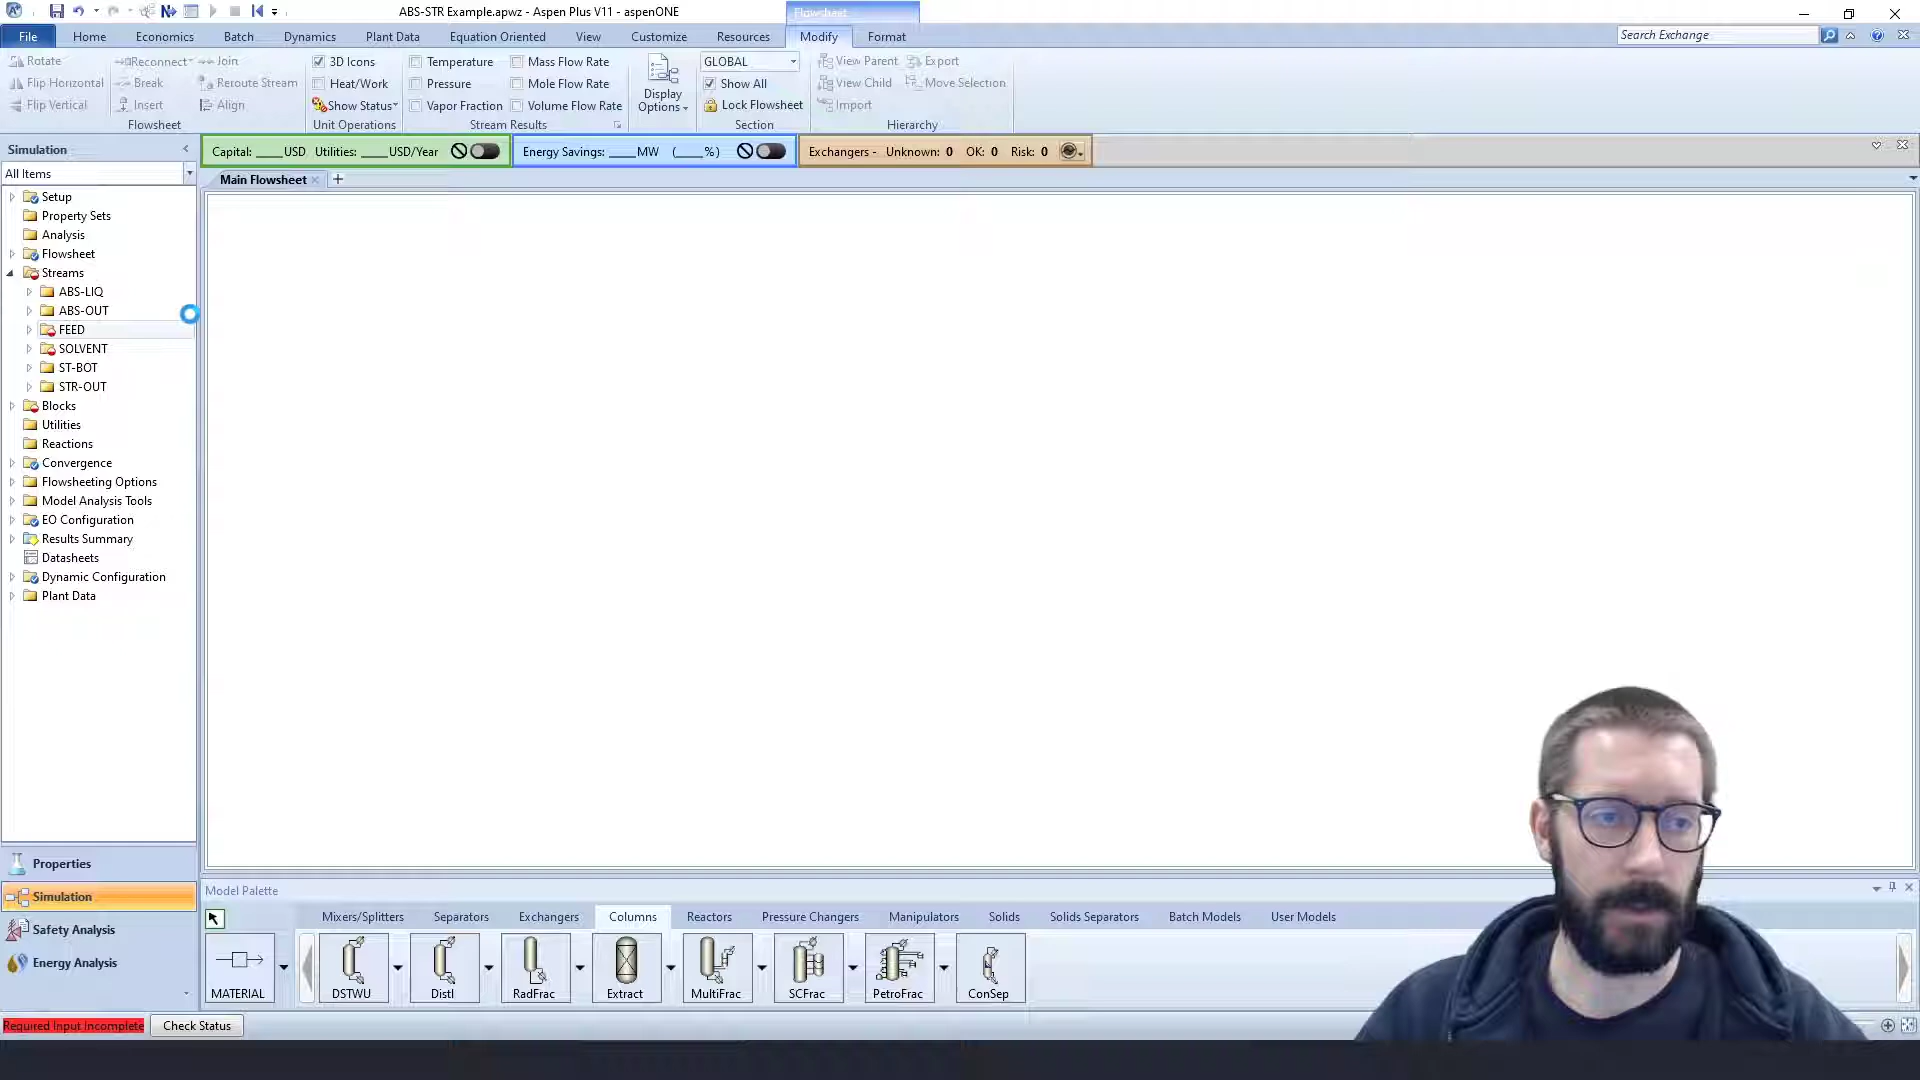 ABS-STR Example.apwz - Aspen Plus V11 - aspenONE
Flowsheet
File Home Economics Batch Dynamics Plant Data Equation Oriented View Customize Resources Modify Format Search Exchange
Rotate Reconnect Join 3D Icons Temperature Mass Flow Rate GLOBAL View Parent Export
Flip Horizontal Break Reroute Stream Heat/Work Pressure Mole Flow Rate Display Show All View Child Move Selection
Flip Vertical Insert Align Show Status Vapor Fraction Volume Flow Rate Options Lock Flowsheet Import
Flowsheet Unit Operations Stream Results Section Hierarchy
Simulation Capital: ____USD Utilities: ____USD/Year Energy Savings: ____MW (____%) Exchangers - Unknown: 0 OK: 0 Risk: 0
All Items Main Flowsheet
Setup
Property Sets
Analysis
Flowsheet
Streams
ABS-LIQ
ABS-OUT
FEED
SOLVENT
ST-BOT
STR-OUT
Blocks
Utilities
Reactions
Convergence
Flowsheeting Options
Model Analysis Tools
EO Configuration
Results Summary
Datasheets
Dynamic Configuration
Plant Data
Properties
Simulation
Safety Analysis
Energy Analysis
Model Palette
Mixers/Splitters Separators Exchangers Columns Reactors Pressure Changers Manipulators Solids Solids Separators Batch Models User Models
MATERIAL DSTWU Distl RadFrac Extract MultiFrac SCFrac PetroFrac ConSep
Required Input Incomplete Check Status